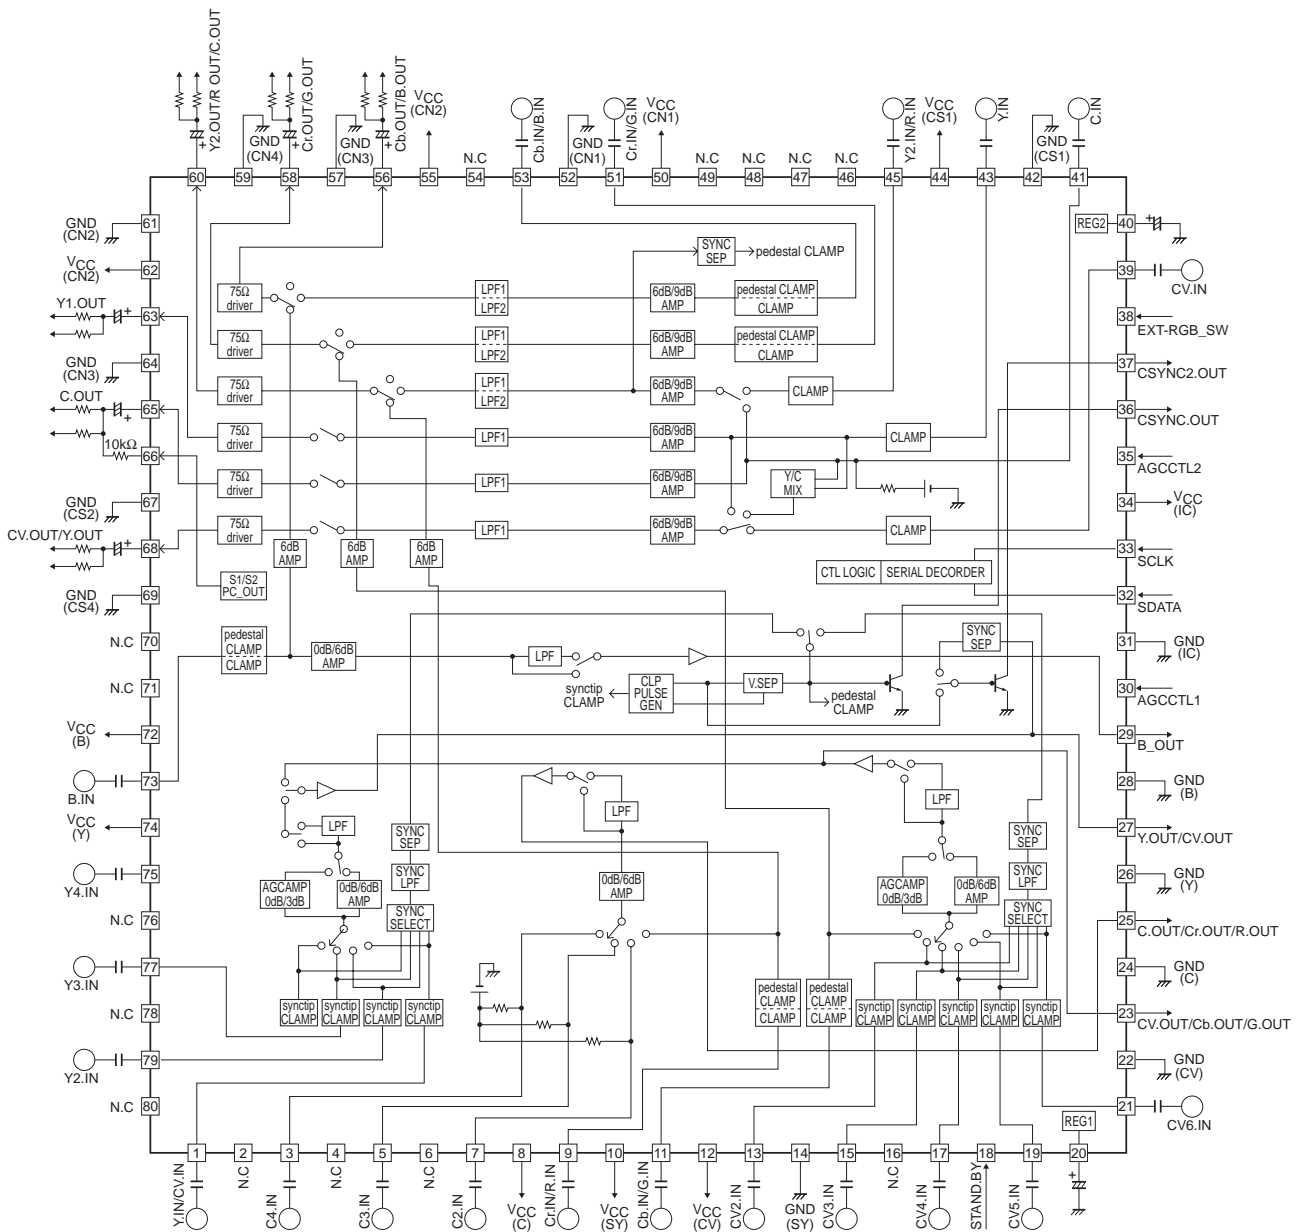 Y2.OUT/R OUT/C.OUT
Cr.OUT/G.OUT
Cb.OUT/B.OUT
GND
(CN4)
GND
(CN3)
VCC
(CN2)
N.C
Cb.IN/B.IN
GND
(CN1)
Cr.IN/G.IN
VCC
(CN1)
N.C
N.C
N.C
N.C
Y2.IN/R.IN
VCC
(CS1)
Y.IN
GND
(CS1)
C.IN
60
59
58
57
56
55
54
53
52
51
50
49
48
47
46
45
44
43
42
41
GND
(CN2)
61
VCC
(CN2)
62
Y1.OUT
63
GND
(CN3)
64
C.OUT
65
10kΩ
66
GND
(CS2)
67
CV.OUT/Y.OUT
68
GND
(CS4)
69
N.C
70
N.C
71
VCC
(B)
72
B.IN
73
VCC
(Y)
74
Y4.IN
75
N.C
76
Y3.IN
77
N.C
78
Y2.IN
79
N.C
80
REG2
40
39
CV.IN
38
EXT-RGB_SW
37
CSYNC2.OUT
36
CSYNC.OUT
35
AGCCTL2
34
VCC
(IC)
33
SCLK
32
SDATA
31
GND
(IC)
30
AGCCTL1
29
B_OUT
28
GND
(B)
27
Y.OUT/CV.OUT
26
GND
(Y)
25
C.OUT/Cr.OUT/R.OUT
24
GND
(C)
23
CV.OUT/Cb.OUT/G.OUT
22
GND
(CV)
21
CV6.IN
SYNC
SEP
pedestal CLAMP
75Ω
driver
LPF1
LPF2
6dB/9dB
AMP
pedestal CLAMP
CLAMP
75Ω
driver
LPF1
LPF2
6dB/9dB
AMP
pedestal CLAMP
CLAMP
75Ω
driver
LPF1
LPF2
6dB/9dB
AMP
CLAMP
75Ω
driver
LPF1
6dB/9dB
AMP
CLAMP
75Ω
driver
LPF1
6dB/9dB
AMP
Y/C
MIX
75Ω
driver
LPF1
6dB/9dB
AMP
CLAMP
6dB
AMP
6dB
AMP
6dB
AMP
S1/S2
PC_OUT
CTL LOGIC SERIAL DECORDER
pedestal
CLAMP
CLAMP
0dB/6dB
AMP
LPF
SYNC
SEP
synctip
CLAMP
CLP
PULSE
GEN
V.SEP
pedestal
CLAMP
LPF
SYNC
SEP
SYNC
LPF
SYNC
SELECT
AGCAMP
0dB/3dB
0dB/6dB
AMP
synctip
CLAMP
synctip
CLAMP
synctip
CLAMP
synctip
CLAMP
LPF
0dB/6dB
AMP
pedestal
CLAMP
CLAMP
pedestal
CLAMP
CLAMP
LPF
AGCAMP
0dB/3dB
0dB/6dB
AMP
SYNC
SEP
SYNC
LPF
SYNC
SELECT
synctip
CLAMP
synctip
CLAMP
synctip
CLAMP
synctip
CLAMP
synctip
CLAMP
REG1
1
2
3
4
5
6
7
8
9
10
11
12
13
14
15
16
17
18
19
20
Y.IN/CV.IN
N.C
C4.IN
N.C
C3.IN
N.C
C2.IN
VCC
(C)
Cr.IN/R.IN
VCC
(SY)
Cb.IN/G.IN
VCC
(CV)
CV2.IN
GND
(SY)
CV3.IN
N.C
CV4.IN
STAND.BY
CV5.IN